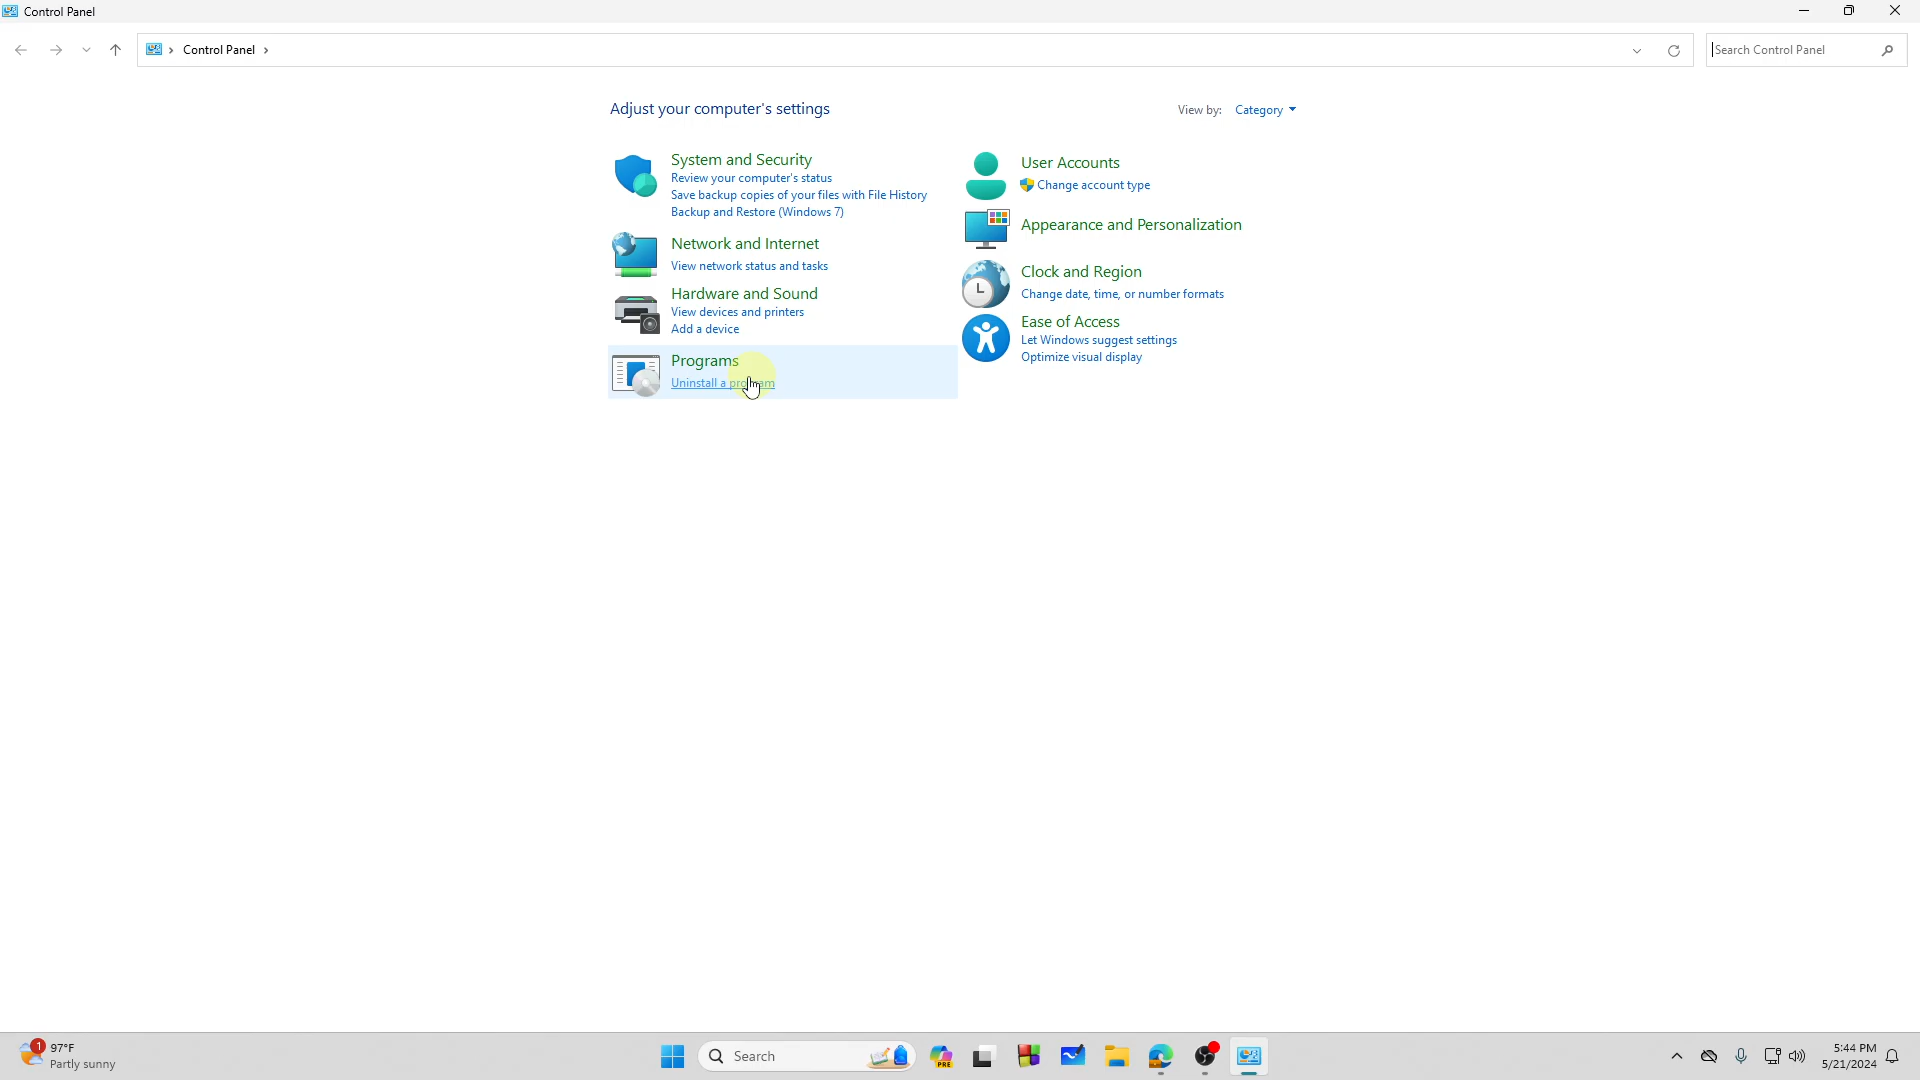 Control Panel
Control Panel
Search Control Panel
Adjust your computer's settings
View by: Category
System and Security
Review your computer's status
Save backup copies of your files with File History
Backup and Restore (Windows 7)
Network and Internet
View network status and tasks
Hardware and Sound
View devices and printers
Add a device
Programs
Uninstall a program
User Accounts
Change account type
Appearance and Personalization
Clock and Region
Change date, time, or number formats
Ease of Access
Let Windows suggest settings
Optimize visual display
1
97°F
Partly sunny
Search
PRE
5:44 PM
5/21/2024